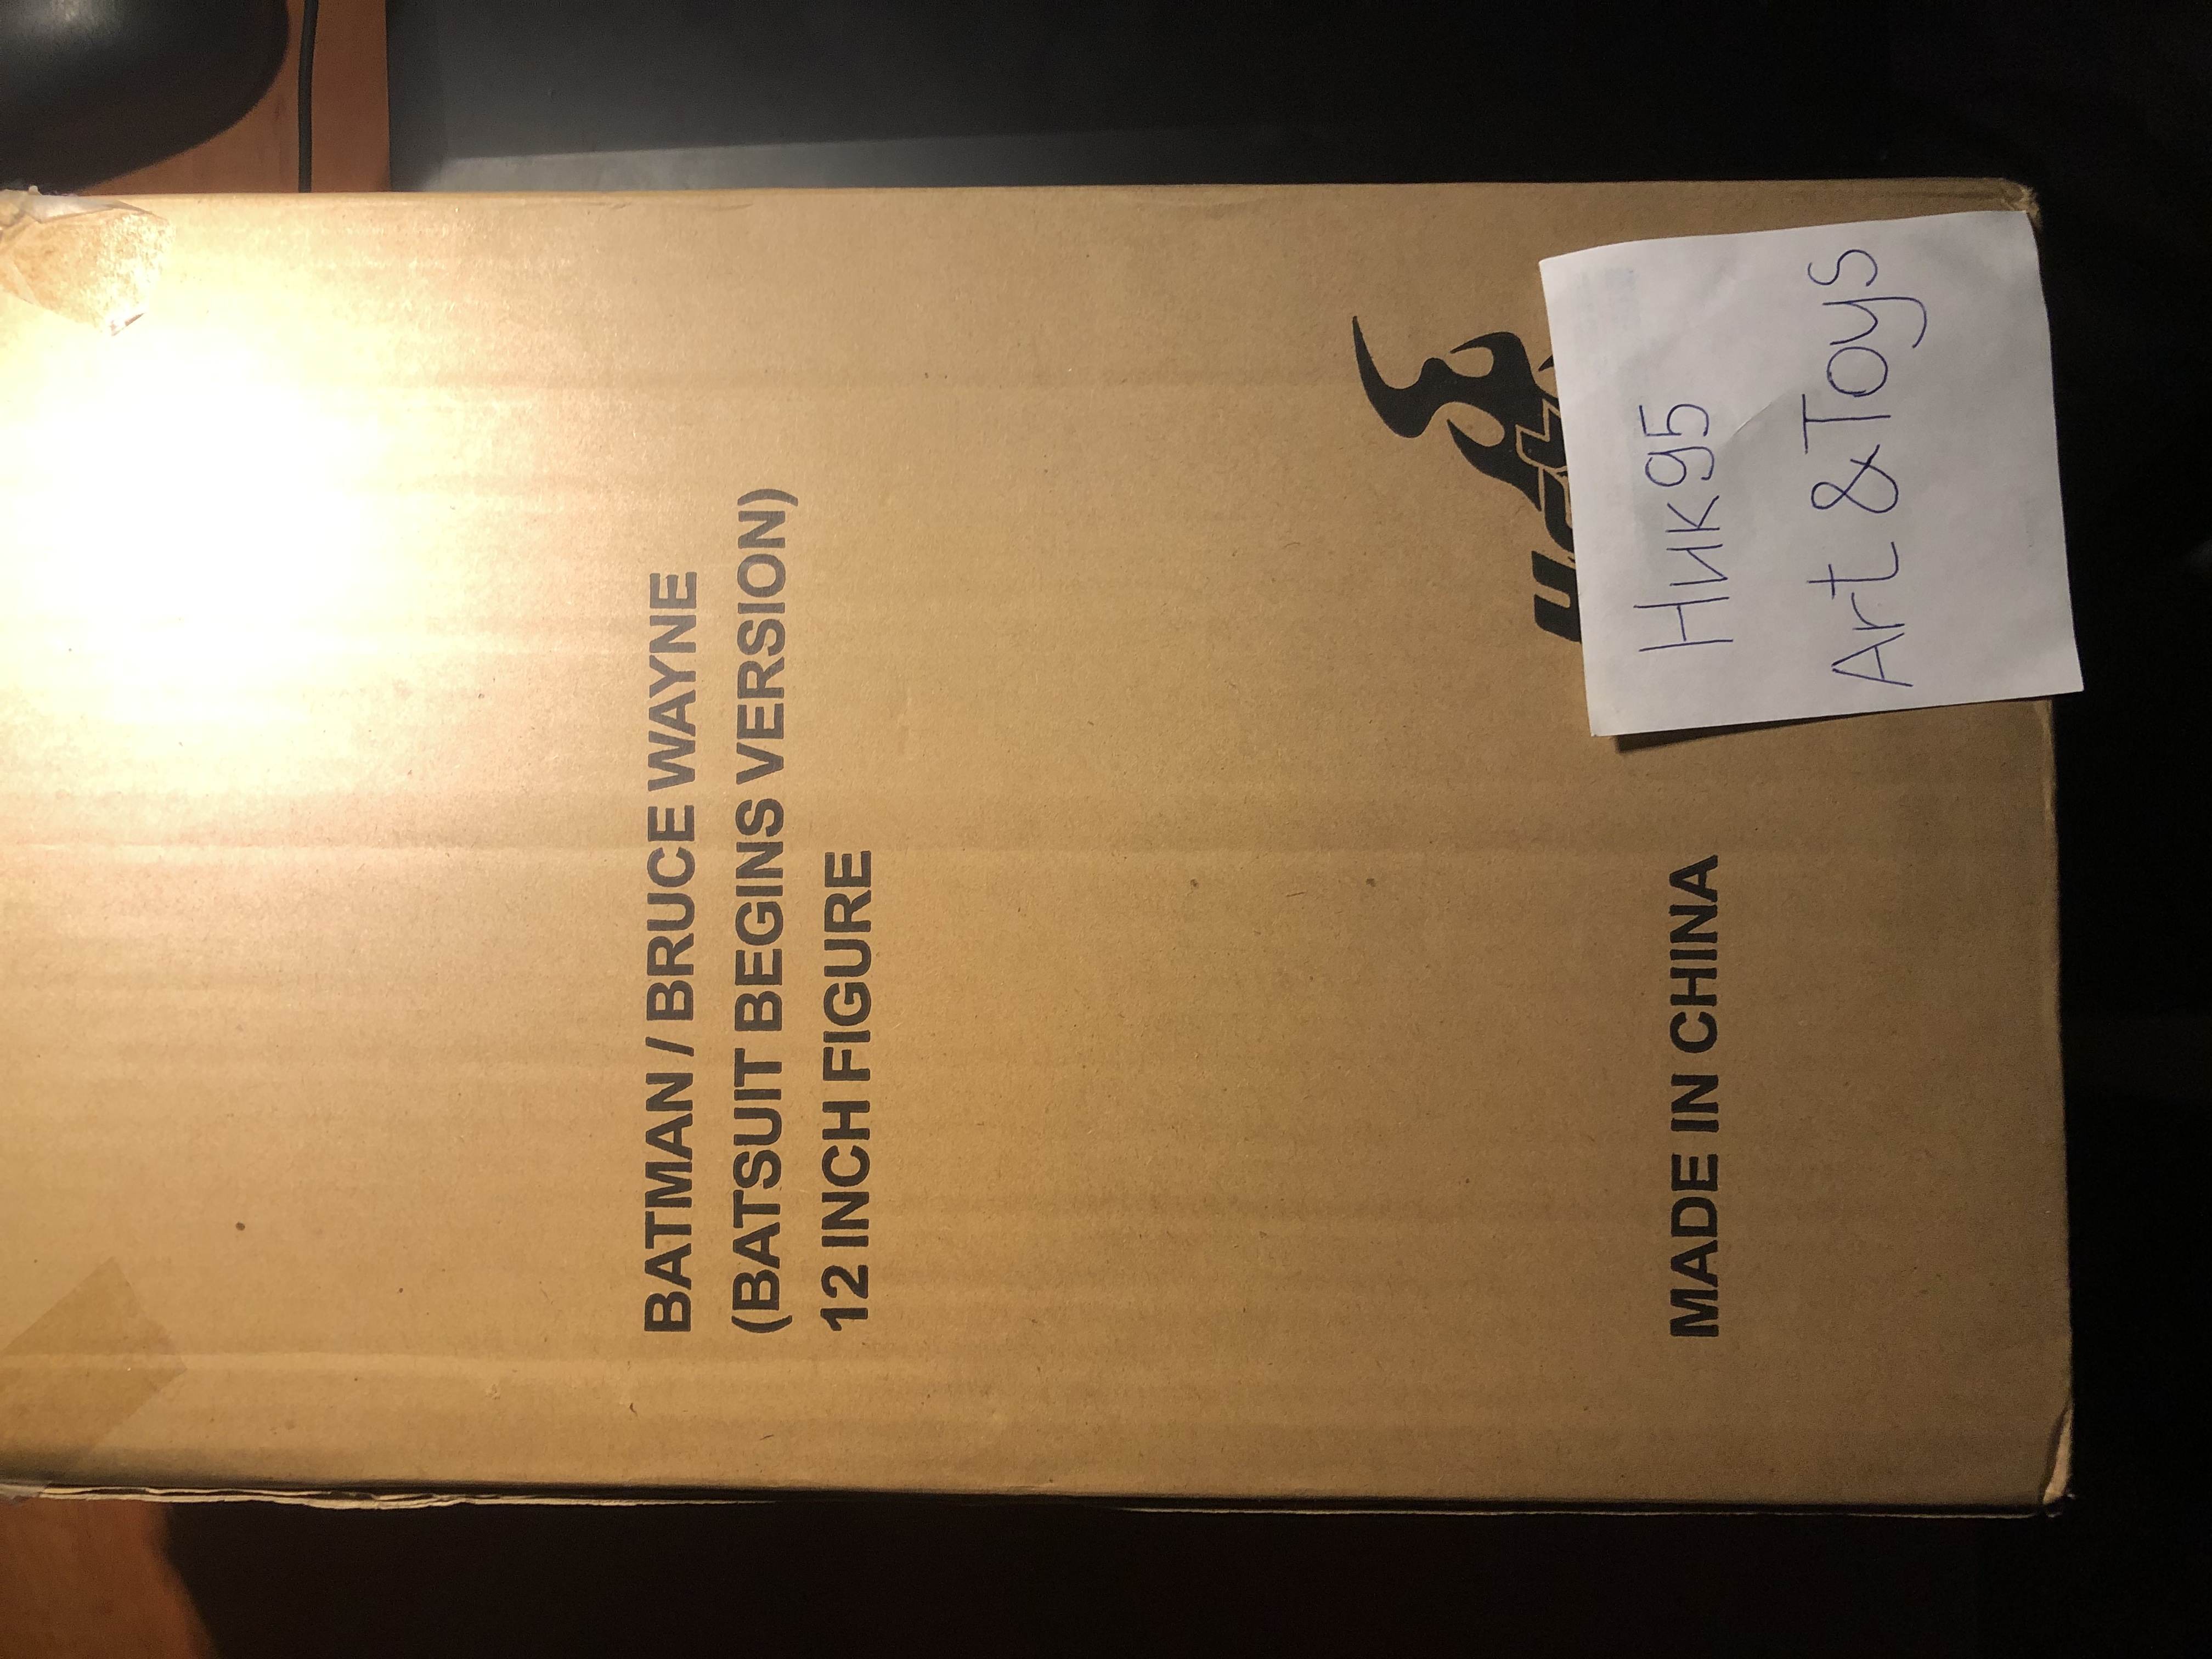 BATMAN / BRUCE WAYNE
(BATSUIT BEGINS VERSION)
12 INCH FIGURE
MADE IN CHINA
Ник95
Art & Toys